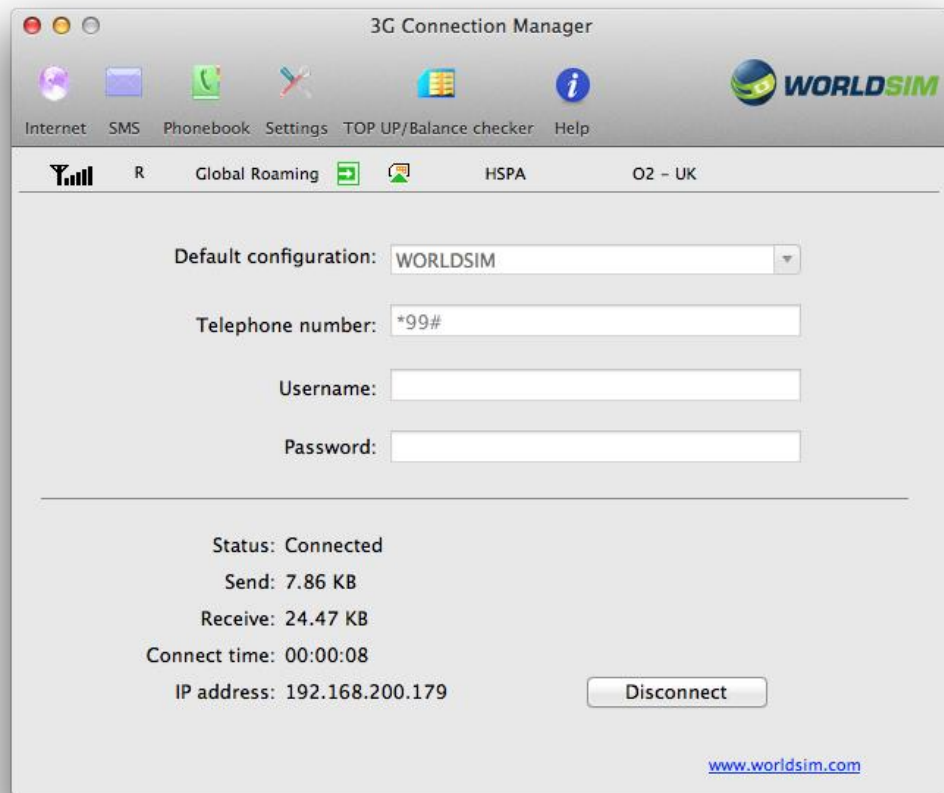 3G Connection Manager
WORLDSIM
Internet SMS Phonebook Settings TOP UP/Balance checker Help
R Global Roaming HSPA O2 – UK
Default configuration: WORLDSIM
Telephone number: *99#
Username:
Password:
Status: Connected
Send: 7.86 KB
Receive: 24.47 KB
Connect time: 00:00:08
IP address: 192.168.200.179 Disconnect
www.worldsim.com